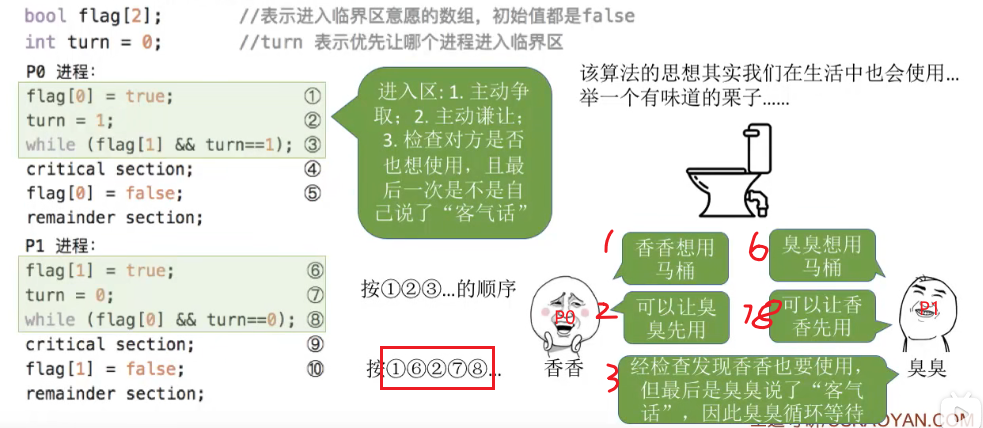 bool flag[2];        //表示进入临界区意愿的数组，初始值都是false
int turn = 0;        //turn 表示优先让哪个进程进入临界区
P0 进程：
flag[0] = true; ①
turn = 1; ②
while (flag[1] && turn==1); ③
critical section; ④
flag[0] = false; ⑤
remainder section;
P1 进程：
flag[1] = true; ⑥
turn = 0; ⑦
while (flag[0] && turn==0); ⑧
critical section; ⑨
flag[1] = false; ⑩
remainder section;
进入区: 1. 主动争
取；2. 主动谦让；
3. 检查对方是否
也想使用，且最
后一次是不是自
己说了“客气话”
该算法的思想其实我们在生活中也会使用...
举一个有味道的栗子......
按①②③...的顺序
按①⑥②⑦⑧...
1
香香想用
马桶
6
臭臭想用
马桶
P0
2
可以让臭
臭先用
78
可以让香
香先用
P1
香香
3
经检查发现香香也要使用，
但最后是臭臭说了“客气
话”，因此臭臭循环等待
臭臭